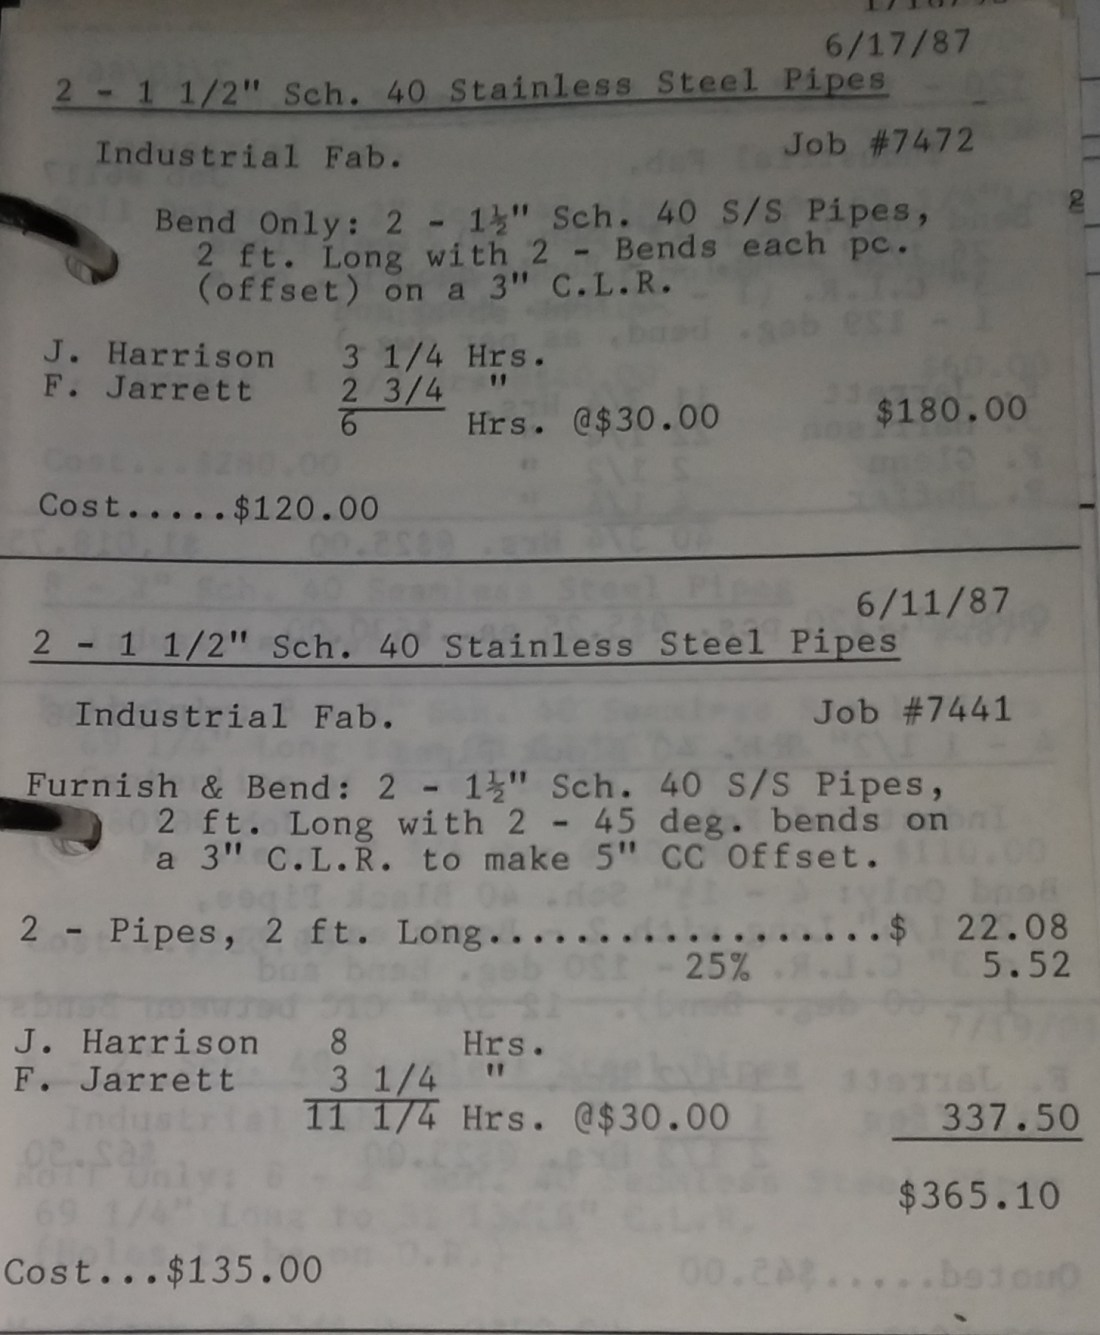 6/17/87
2 - 1 1/2" Sch. 40 Stainless Steel Pipes
Industrial Fab. Job #7472
Bend Only: 2 - 1½" Sch. 40 S/S Pipes,
2 ft. Long with 2 - Bends each pc.
(offset) on a 3" C.L.R.
J. Harrison 3 1/4 Hrs.
F. Jarrett 2 3/4 "
6 Hrs. @$30.00 $180.00
Cost.....$120.00
6/11/87
2 - 1 1/2" Sch. 40 Stainless Steel Pipes
Industrial Fab. Job #7441
Furnish & Bend: 2 - 1½" Sch. 40 S/S Pipes,
2 ft. Long with 2 - 45 deg. bends on
a 3" C.L.R. to make 5" CC Offset.
2 - Pipes, 2 ft. Long..................$ 22.08
25% 5.52
J. Harrison 8 Hrs.
F. Jarrett 3 1/4 "
11 1/4 Hrs. @$30.00 337.50
$365.10
Cost...$135.00